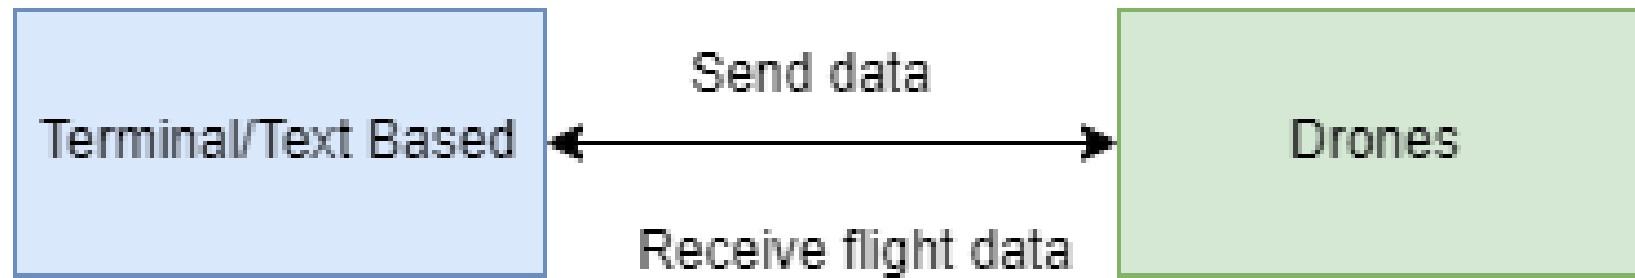 Terminal/Text Based
Send data
Receive flight data
Drones